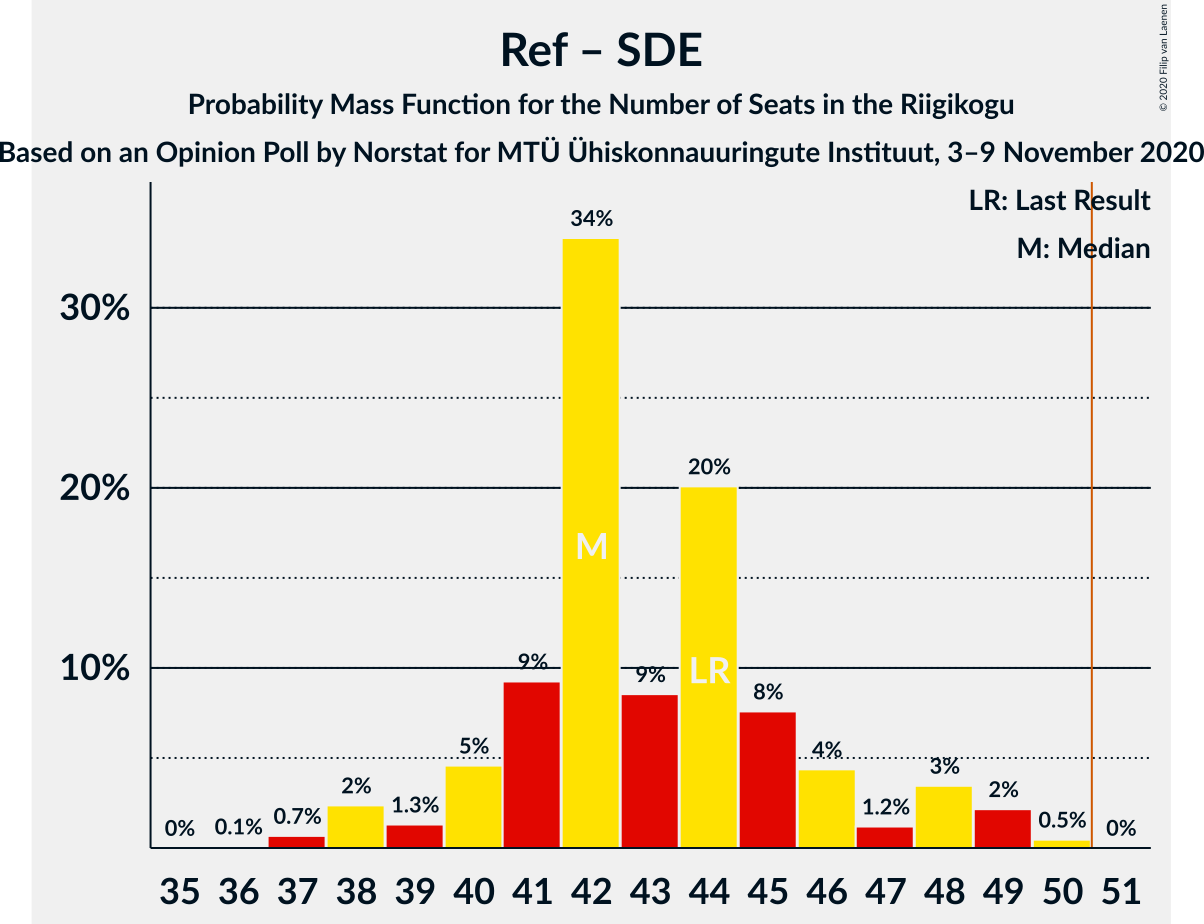 Ref – SDE
Probability Mass Function for the Number of Seats in the Riigikogu
Based on an Opinion Poll by Norstat for MTÜ Ühiskonnauuringute Instituut, 3–9 November 2020
© 2020 Filip van Laenen
LR: Last Result
M: Median
30%
20%
10%
0%
0.1%
0.7%
2%
1.3%
5%
9%
34%
M
9%
20%
LR
8%
4%
1.2%
3%
2%
0.5%
0%
35 36 37 38 39 40 41 42 43 44 45 46 47 48 49 50 51